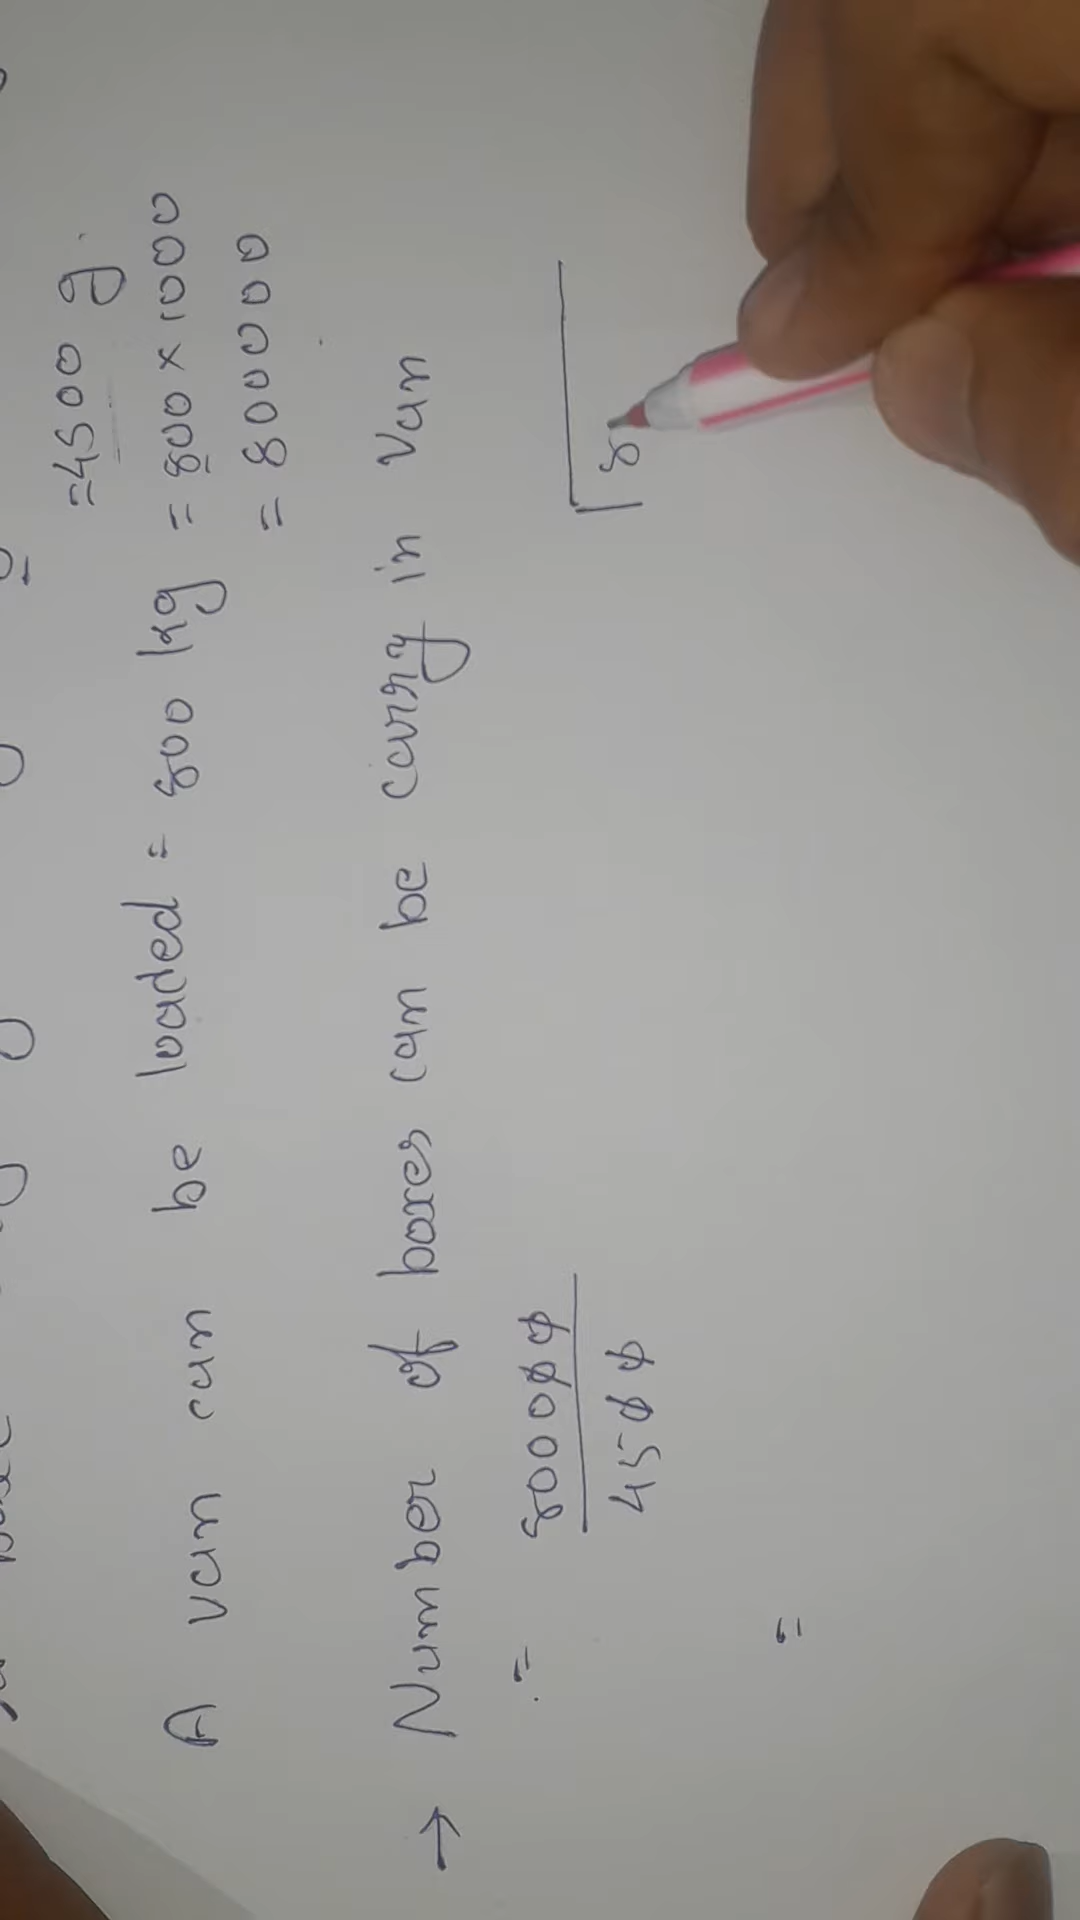 =4500 g.
A van can be loaded = 800 kg = 800 × 1000
= 800000
→ Number of boxes can be carry in Van
= 800000
4500
=
8